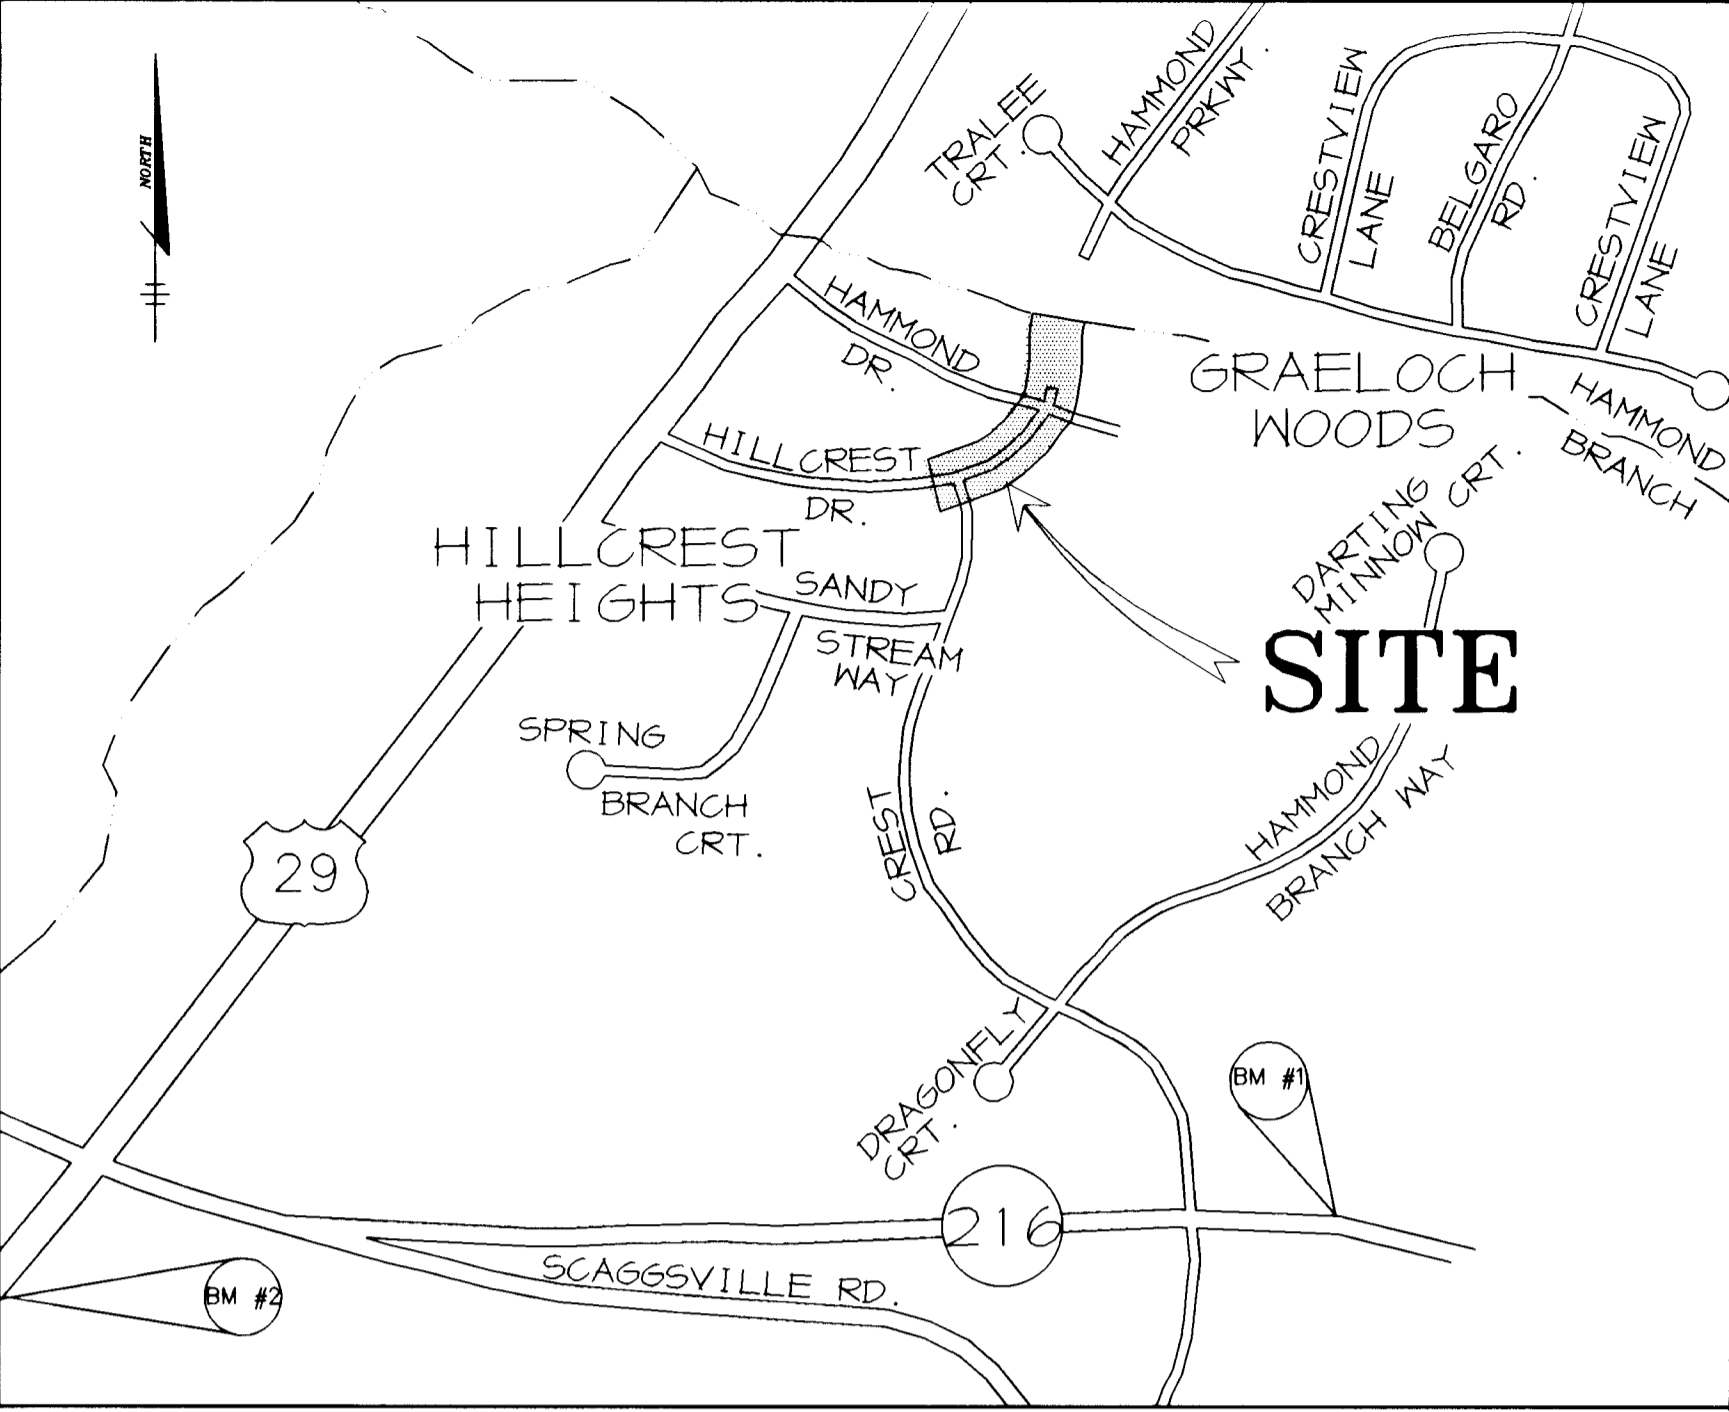 NORTH
TRALEE
CRT.
HAMMOND
PRKWY.
CRESTVIEW
LANE
BELGARO
RD.
CRESTVIEW
LANE
HAMMOND
DR.
GRAELOCH
WOODS
HAMMOND
BRANCH
HILLCREST
DR.
DARTING
MINNOW CRT.
HILLCREST
HEIGHTS
SANDY
STREAM
WAY
SITE
SPRING
BRANCH
CRT.
CREST
RD.
HAMMOND
BRANCH WAY
29
DRAGONFLY
CRT.
BM #1
216
SCAGGSVILLE RD.
BM #2